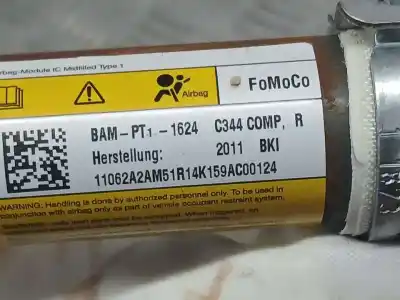 Airbag-Module IC Midfilled Type 1
Airbag
FoMoCo
BAM-PT1-1624 C344 COMP, R
Herstellung: 2011 BKI
11062A2AM51R14K159AC00124
WARNING: Handling is done by authorized personnel only. To be used in
conjunction with airbag only as part of vehicle occupant restraint system.